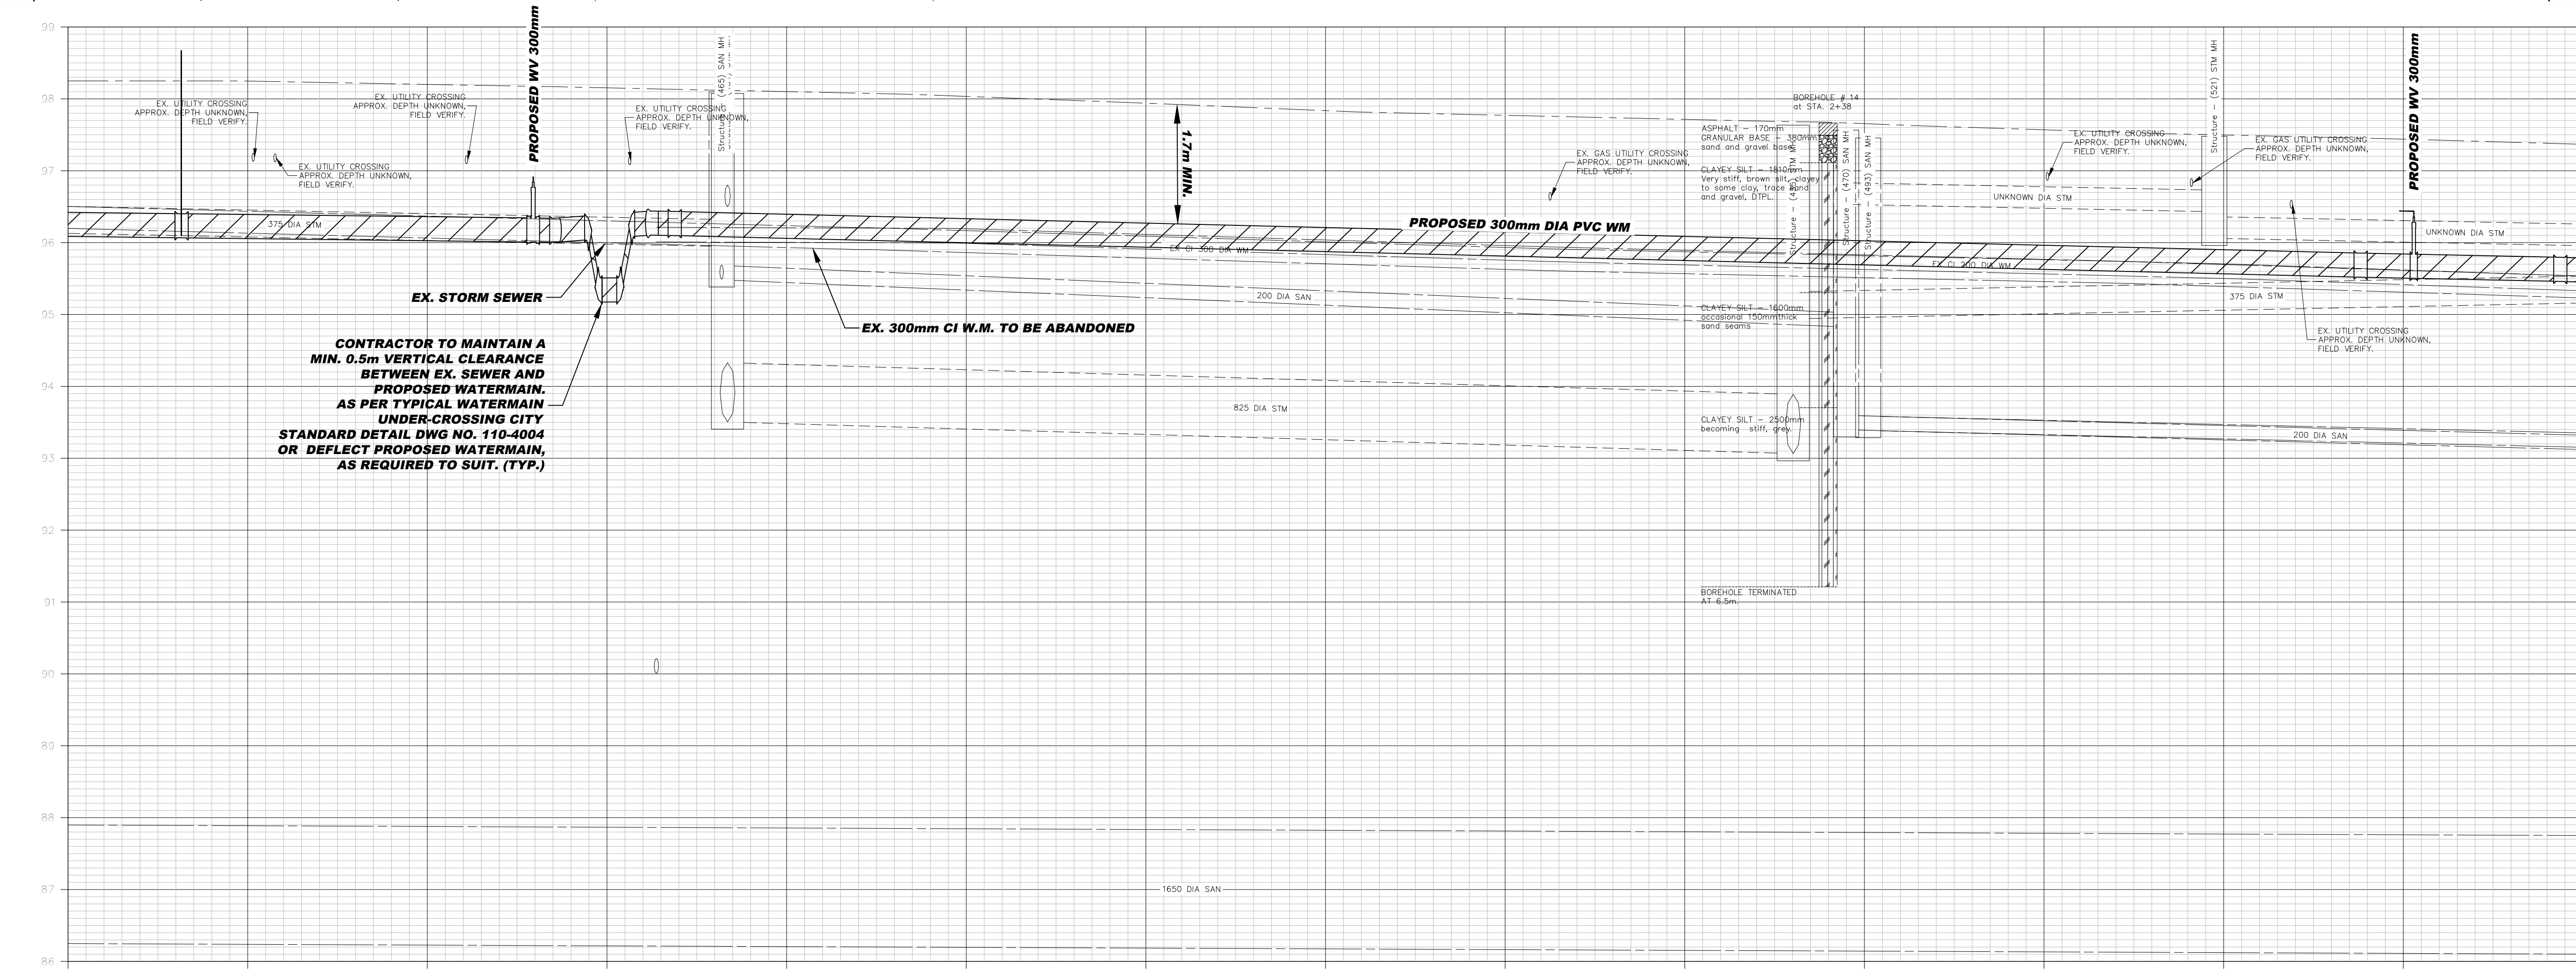 99
98
97
96
95
94
93
92
91
90
89
88
87
86
EX. UTILITY CROSSING
APPROX. DEPTH UNKNOWN,
FIELD VERIFY.
EX. UTILITY CROSSING
APPROX. DEPTH UNKNOWN,
FIELD VERIFY.
EX. UTILITY CROSSING
APPROX. DEPTH UNKNOWN,
FIELD VERIFY.
PROPOSED WV 300mm
EX. UTILITY CROSSING
APPROX. DEPTH UNKNOWN,
FIELD VERIFY.
Structure - (465) SAN MH
375 DIA STM
EX. STORM SEWER
CONTRACTOR TO MAINTAIN A
MIN. 0.5m VERTICAL CLEARANCE
BETWEEN EX. SEWER AND
PROPOSED WATERMAIN.
AS PER TYPICAL WATERMAIN
UNDER-CROSSING CITY
STANDARD DETAIL DWG NO. 110-4004
OR DEFLECT PROPOSED WATERMAIN,
AS REQUIRED TO SUIT. (TYP.)
EX. 300mm CI W.M. TO BE ABANDONED
1.7m MIN.
EX CI 300 DIA WM
200 DIA SAN
825 DIA STM
1650 DIA SAN
PROPOSED 300mm DIA PVC WM
EX. GAS UTILITY CROSSING
APPROX. DEPTH UNKNOWN,
FIELD VERIFY.
BOREHOLE # 14
at STA. 2+38
ASPHALT - 170mm
GRANULAR BASE - 380mm
sand and gravel base
CLAYEY SILT - 1810mm
Very stiff, brown silt, clayey
to some clay, trace sand
and gravel, DTPL.
CLAYEY SILT - 1600mm
occasional 150mmthick
sand seams
CLAYEY SILT - 2500mm
becoming stiff, grey.
BOREHOLE TERMINATED
AT 6.5m.
STM MH
Structure - (470) SAN MH
Structure - (493) SAN MH
EX CI 200 DIA WM
UNKNOWN DIA STM
EX. UTILITY CROSSING
APPROX. DEPTH UNKNOWN,
FIELD VERIFY.
Structure - (521) STM MH
EX. GAS UTILITY CROSSING
APPROX. DEPTH UNKNOWN,
FIELD VERIFY.
PROPOSED WV 300mm
UNKNOWN DIA STM
375 DIA STM
EX. UTILITY CROSSING
APPROX. DEPTH UNKNOWN,
FIELD VERIFY.
200 DIA SAN